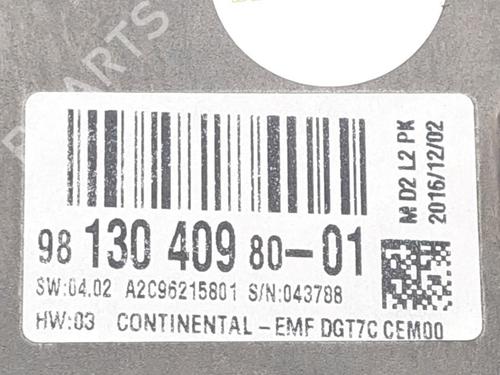 PARTS
98 130 409 80-01
SW:04.02 A2C96215801 S/N:043788
HW:03 CONTINENTAL-EMF DGT7C CEM00
M D2 L2 PK
2016/12/02